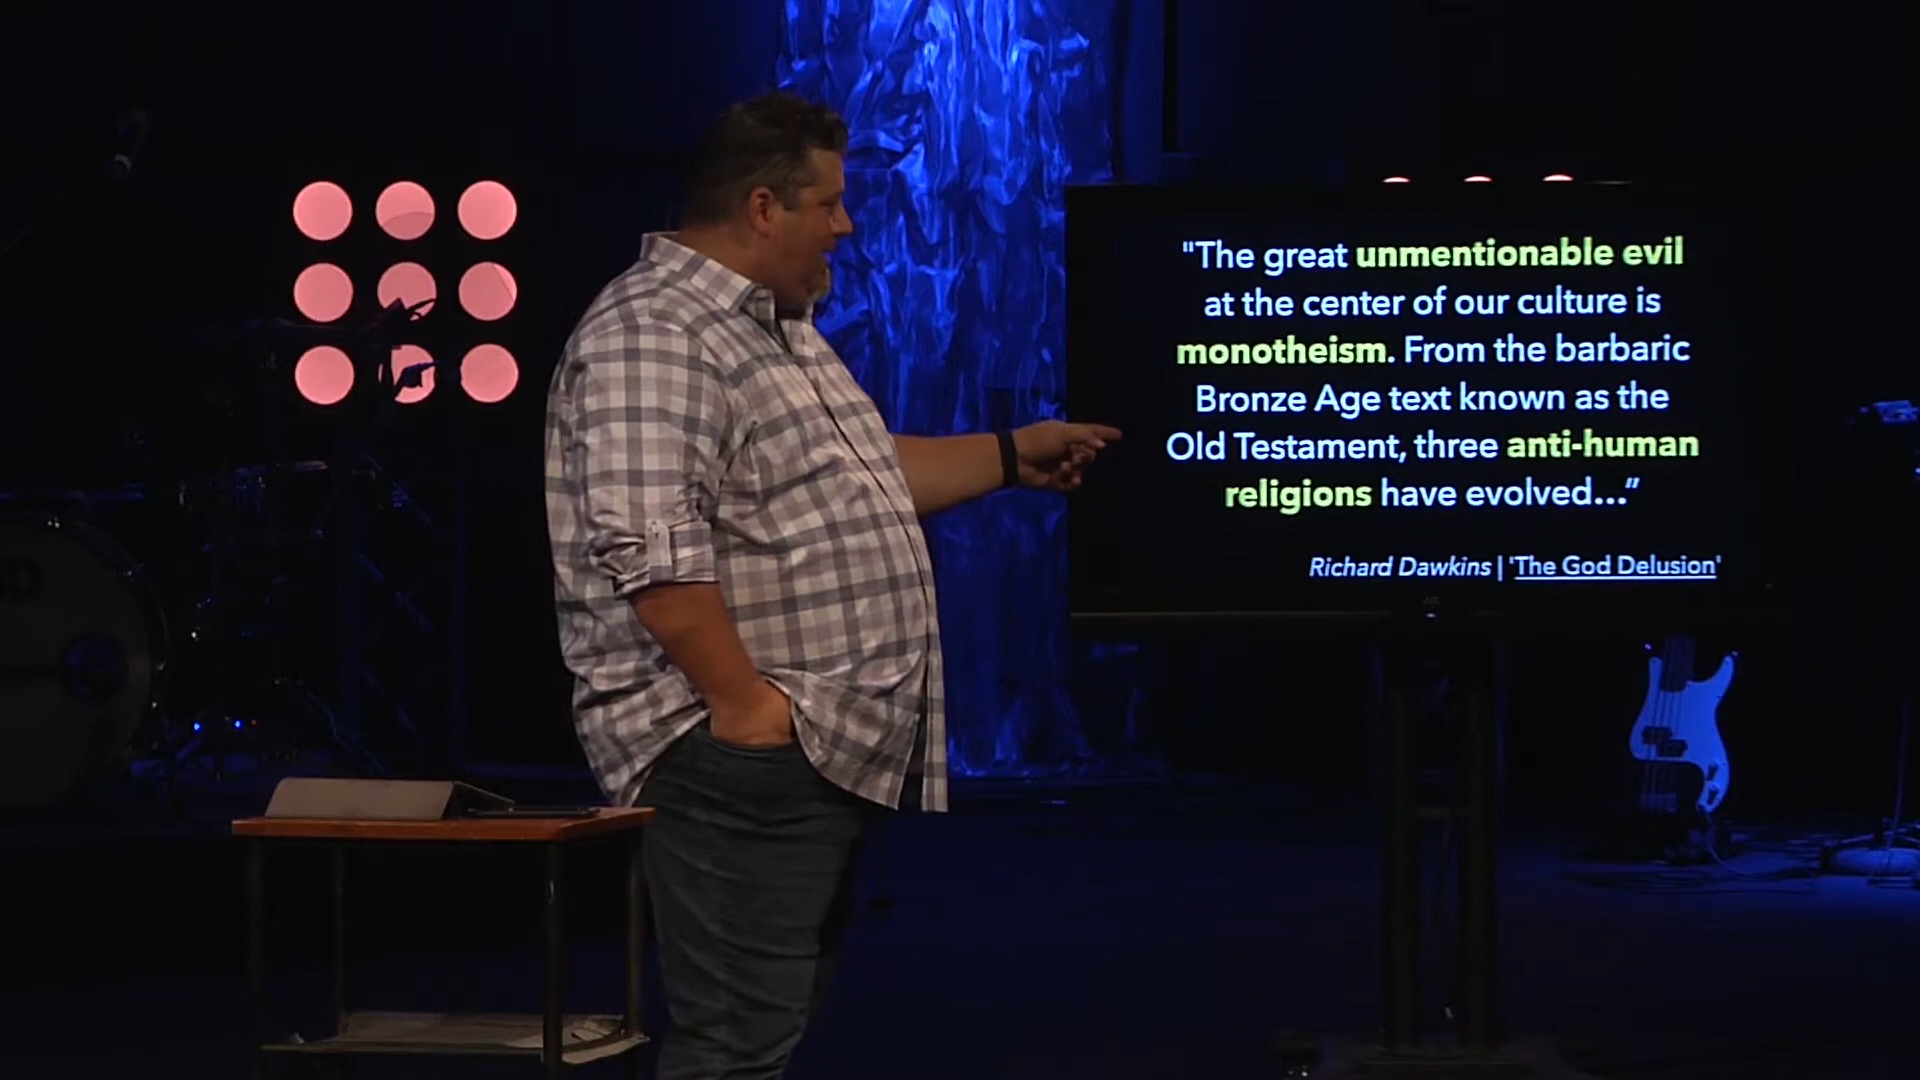 "The great unmentionable evil
at the center of our culture is
monotheism. From the barbaric
Bronze Age text known as the
Old Testament, three anti-human
religions have evolved…”
Richard Dawkins | 'The God Delusion'